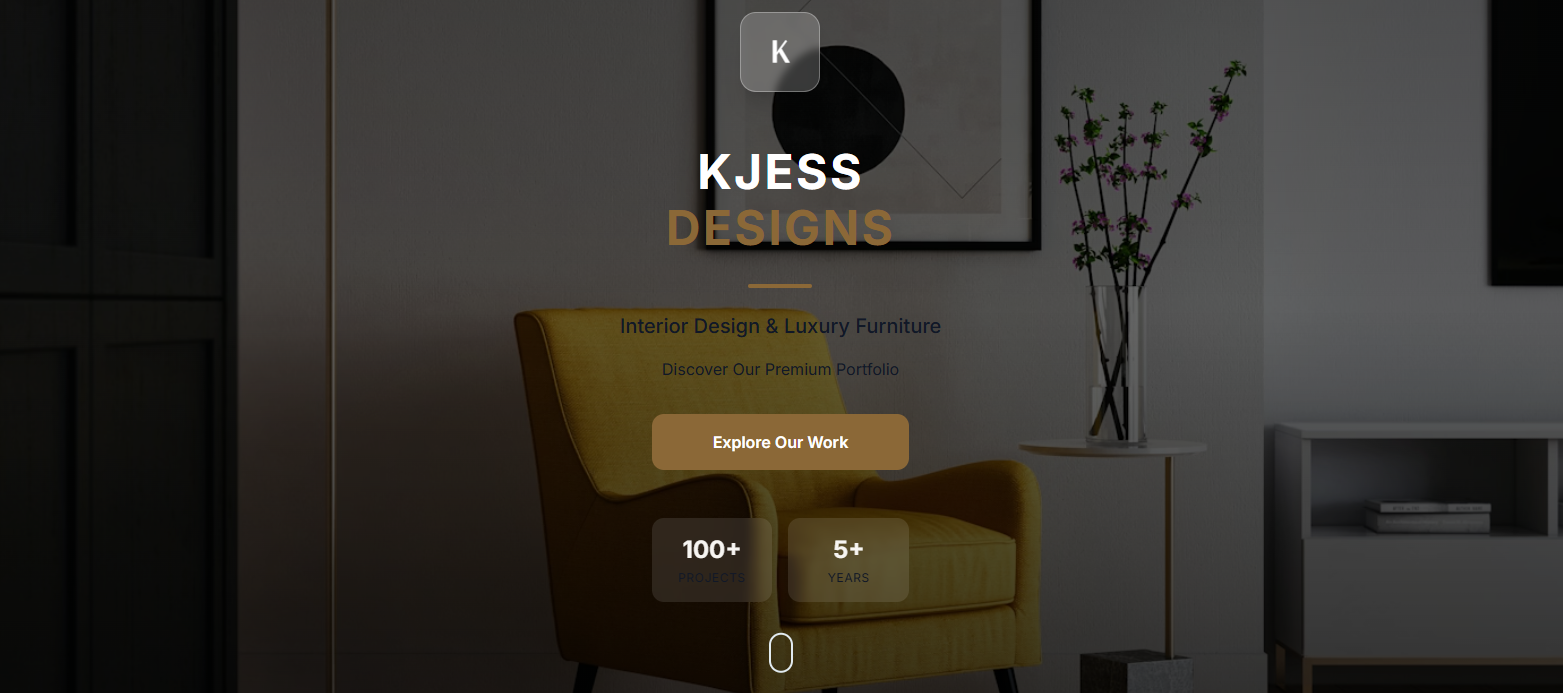 K
KJESS
DESIGNS
Interior Design & Luxury Furniture
Discover Our Premium Portfolio
Explore Our Work
100+
PROJECTS
5+
YEARS